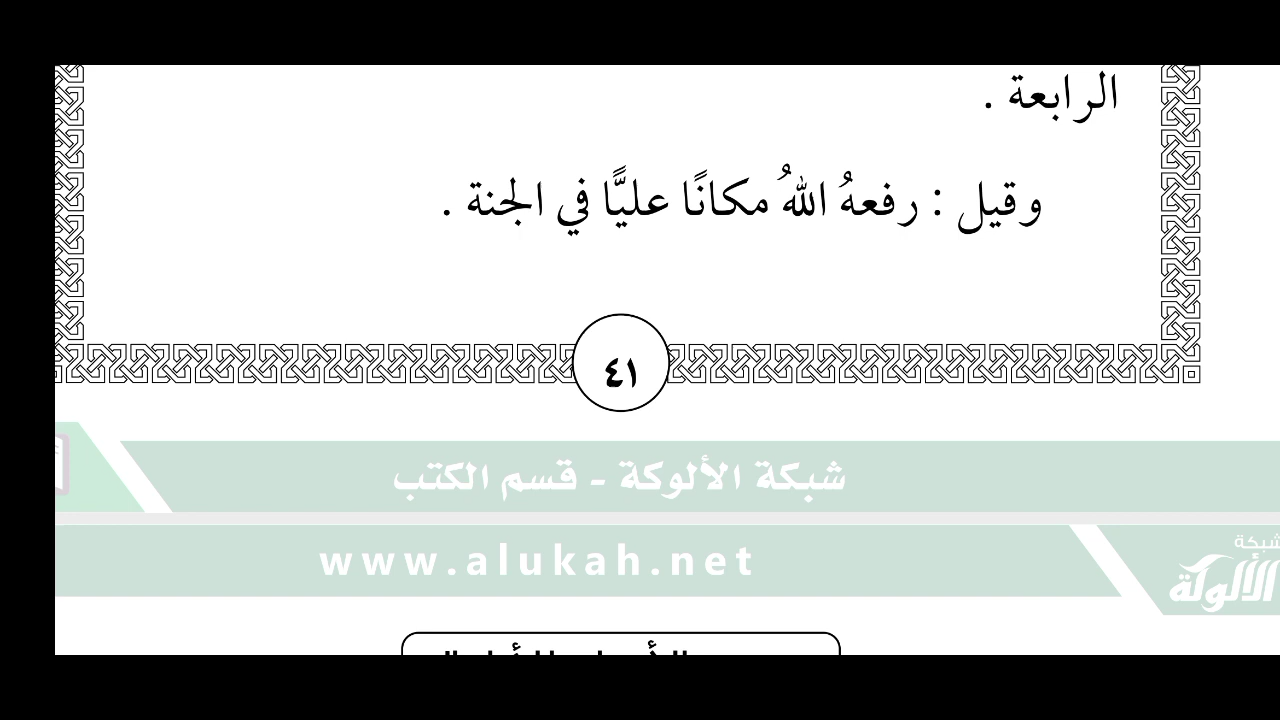 الرابعة .
وقيل : رفعهُ اللهُ مكانًا عليًّا في الجنة .
٤١
شبكة الألوكة - قسم الكتب
www.alukah.net
شبكة
الألوكة